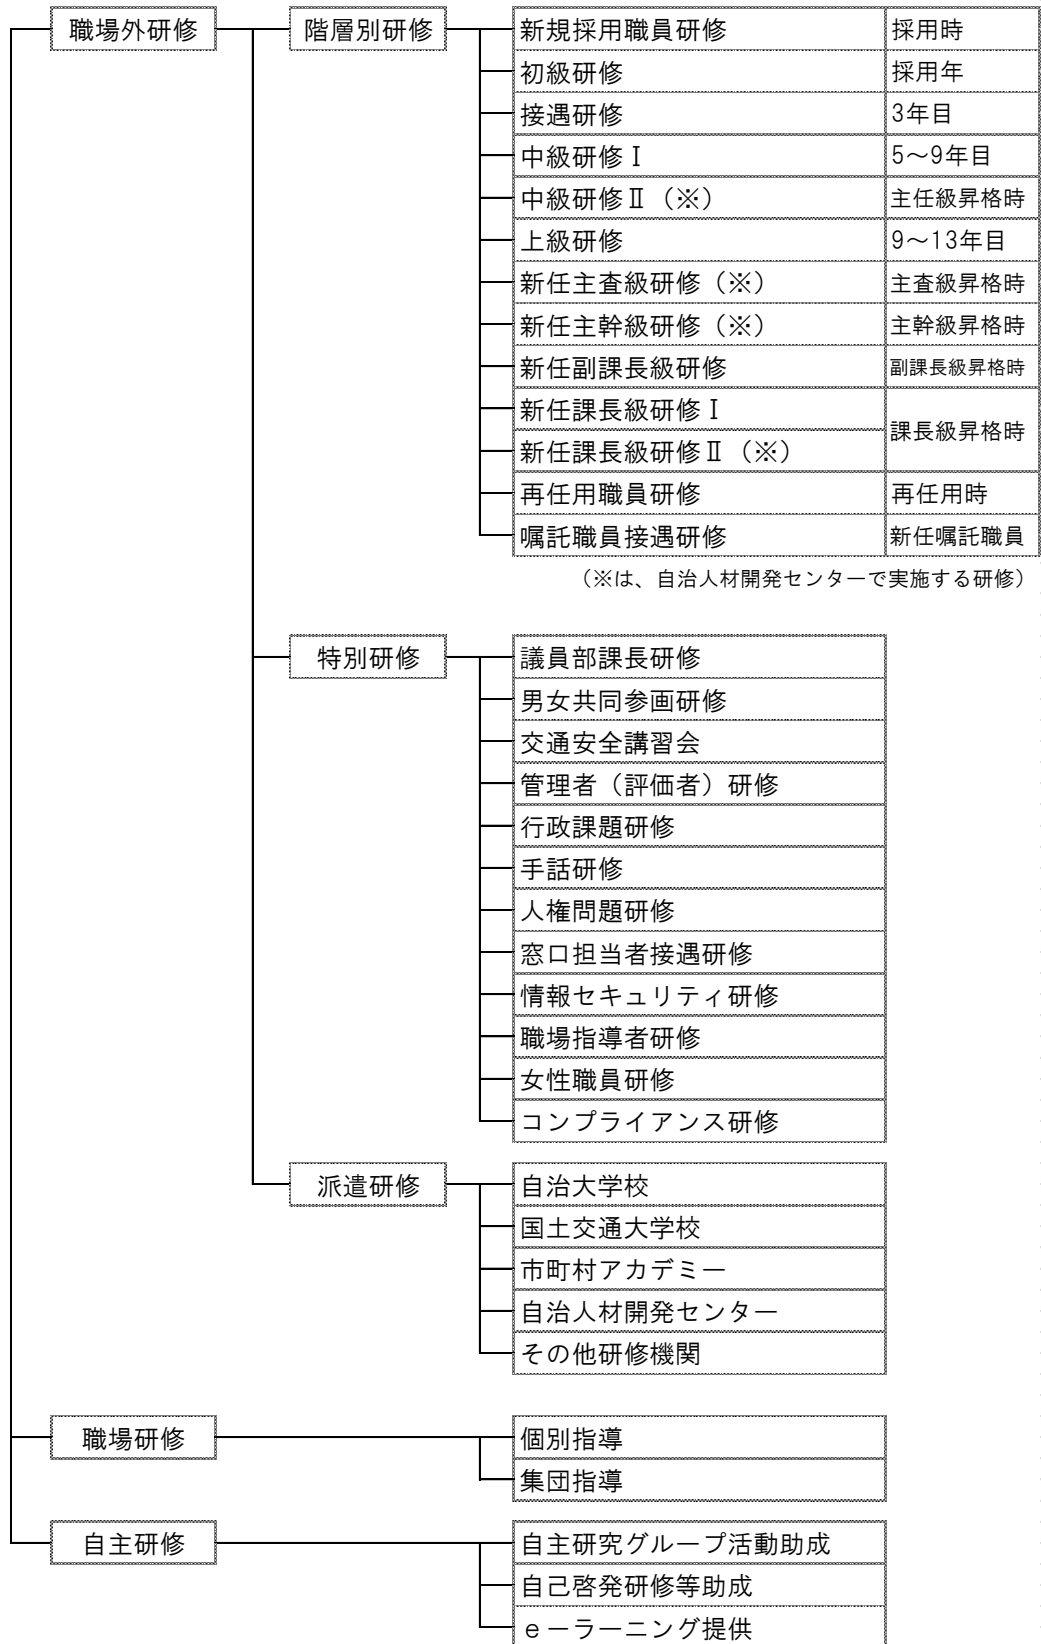 職場外研修 階層別研修 新規採用職員研修 採用時
初級研修 採用年
接遇研修 3年目
中級研修Ⅰ 5～9年目
中級研修Ⅱ（※） 主任級昇格時
上級研修 9～13年目
新任主査級研修（※） 主査級昇格時
新任主幹級研修（※） 主幹級昇格時
新任副課長級研修 副課長級昇格時
新任課長級研修Ⅰ
課長級昇格時
新任課長級研修Ⅱ（※）
再任用職員研修 再任用時
嘱託職員接遇研修 新任嘱託職員
（※は、自治人材開発センターで実施する研修）
特別研修 議員部課長研修
男女共同参画研修
交通安全講習会
管理者（評価者）研修
行政課題研修
手話研修
人権問題研修
窓口担当者接遇研修
情報セキュリティ研修
職場指導者研修
女性職員研修
コンプライアンス研修
派遣研修 自治大学校
国土交通大学校
市町村アカデミー
自治人材開発センター
その他研修機関
職場研修 個別指導
集団指導
自主研修 自主研究グループ活動助成
自己啓発研修等助成
ｅ－ラーニング提供